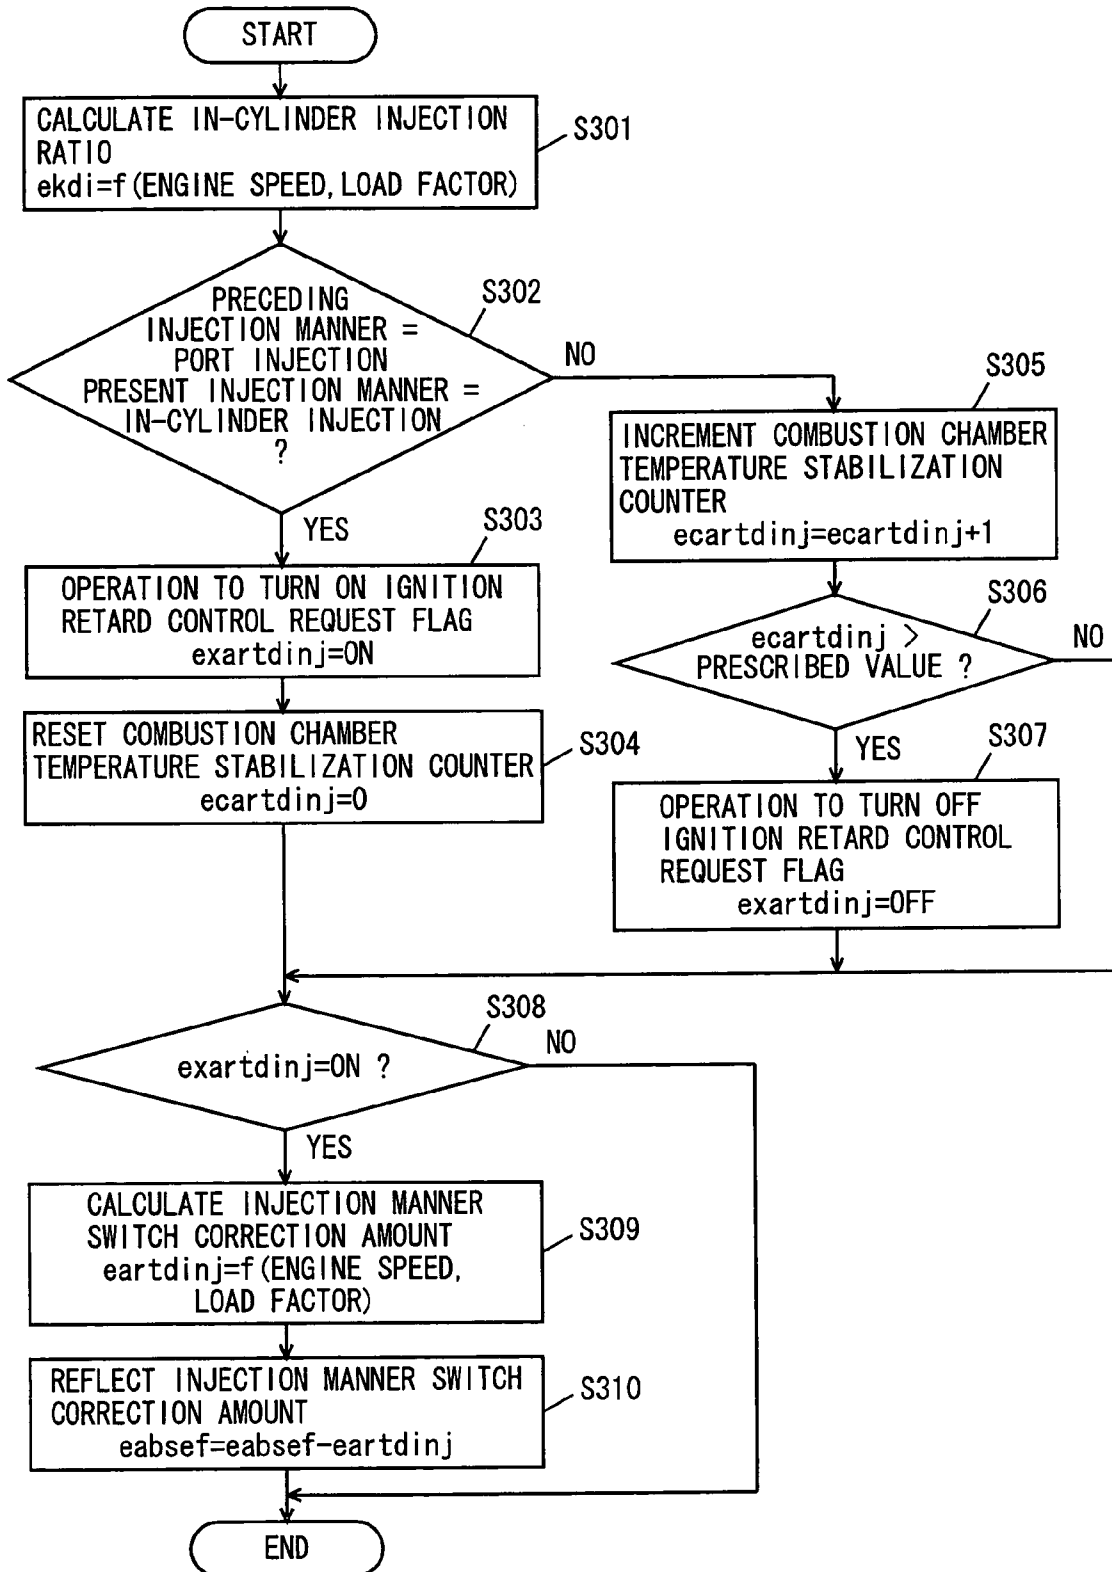 START
CALCULATE IN-CYLINDER INJECTION
RATIO
ekdi=f(ENGINE SPEED,LOAD FACTOR)
S301
PRECEDING
INJECTION MANNER =
PORT INJECTION
PRESENT INJECTION MANNER =
IN-CYLINDER INJECTION
?
S302
NO
YES
S303
OPERATION TO TURN ON IGNITION
RETARD CONTROL REQUEST FLAG
exartdinj=ON
RESET COMBUSTION CHAMBER
TEMPERATURE STABILIZATION COUNTER
ecartdinj=0
S304
S305
INCREMENT COMBUSTION CHAMBER
TEMPERATURE STABILIZATION
COUNTER
ecartdinj=ecartdinj+1
S306
ecartdinj >
PRESCRIBED VALUE ?
NO
YES
S307
OPERATION TO TURN OFF
IGNITION RETARD CONTROL
REQUEST FLAG
exartdinj=OFF
S308
exartdinj=ON ?
NO
YES
CALCULATE INJECTION MANNER
SWITCH CORRECTION AMOUNT
eartdinj=f(ENGINE SPEED,
LOAD FACTOR)
S309
REFLECT INJECTION MANNER SWITCH
CORRECTION AMOUNT
eabsef=eabsef-eartdinj
S310
END